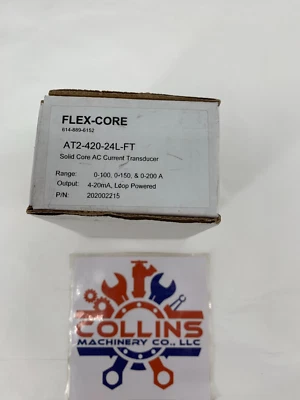 FLEX-CORE
614-889-6152
AT2-420-24L-FT
Solid Core AC Current Transducer
Range: 0-100, 0-150, & 0-200 A
Output: 4-20mA, Loop Powered
P/N: 202002215
COLLINS
MACHINERY CO., LLC